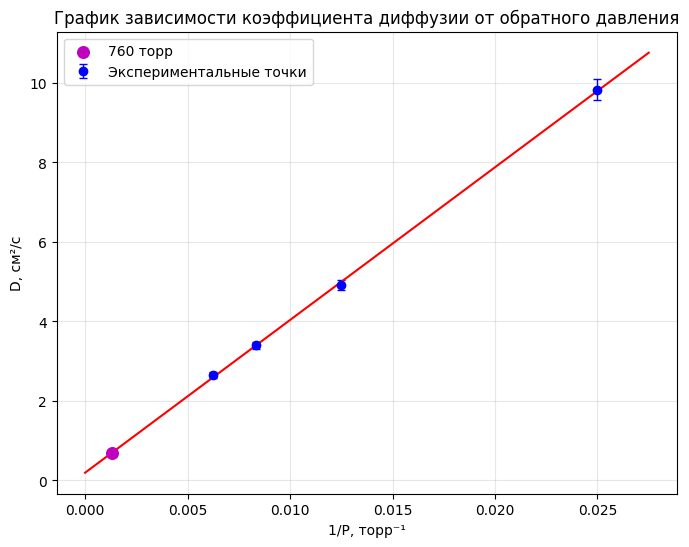 График зависимости коэффициента диффузии от обратного давления
760 торр
Экспериментальные точки
D, см²/с
10
8
6
4
2
0
0.000
0.005
0.010
0.015
0.020
0.025
1/P, торр⁻¹